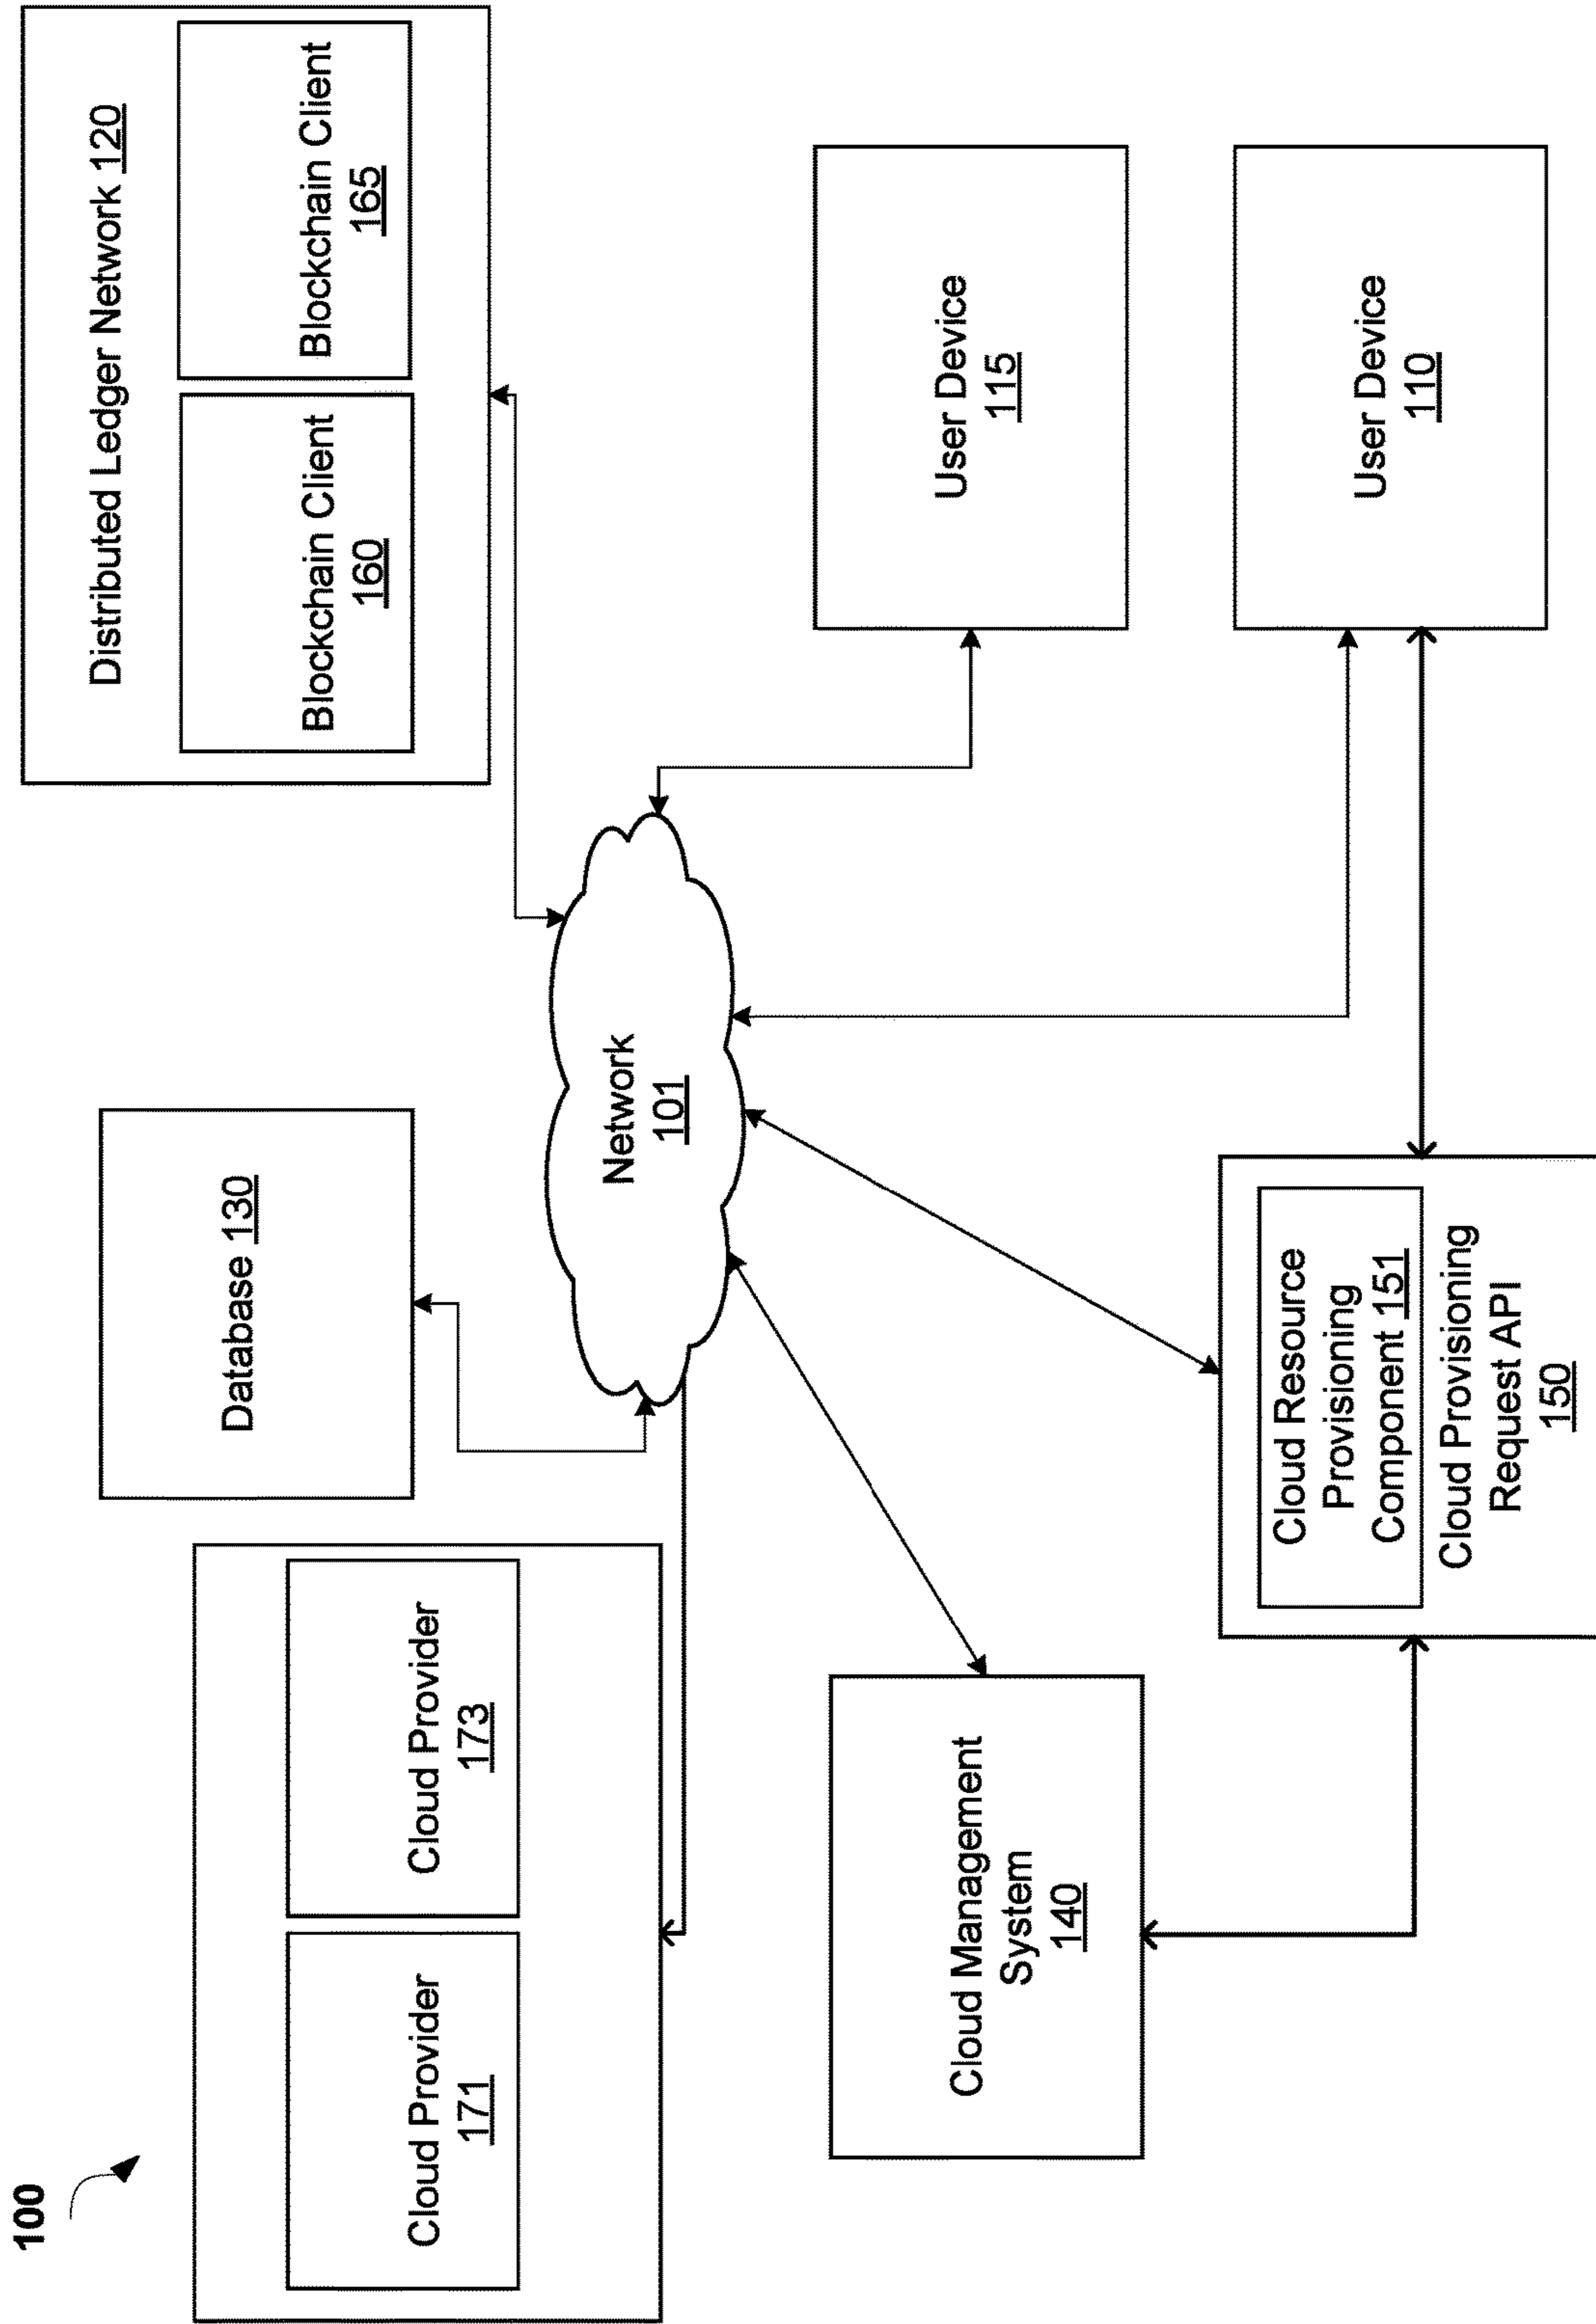 100
Cloud Provider
171
Cloud Provider
173
Database 130
Distributed Ledger Network 120
Blockchain Client
160
Blockchain Client
165
Network
101
Cloud Management
System
140
User Device
115
Cloud Resource
Provisioning
Component 151
Cloud Provisioning
Request API
150
User Device
110